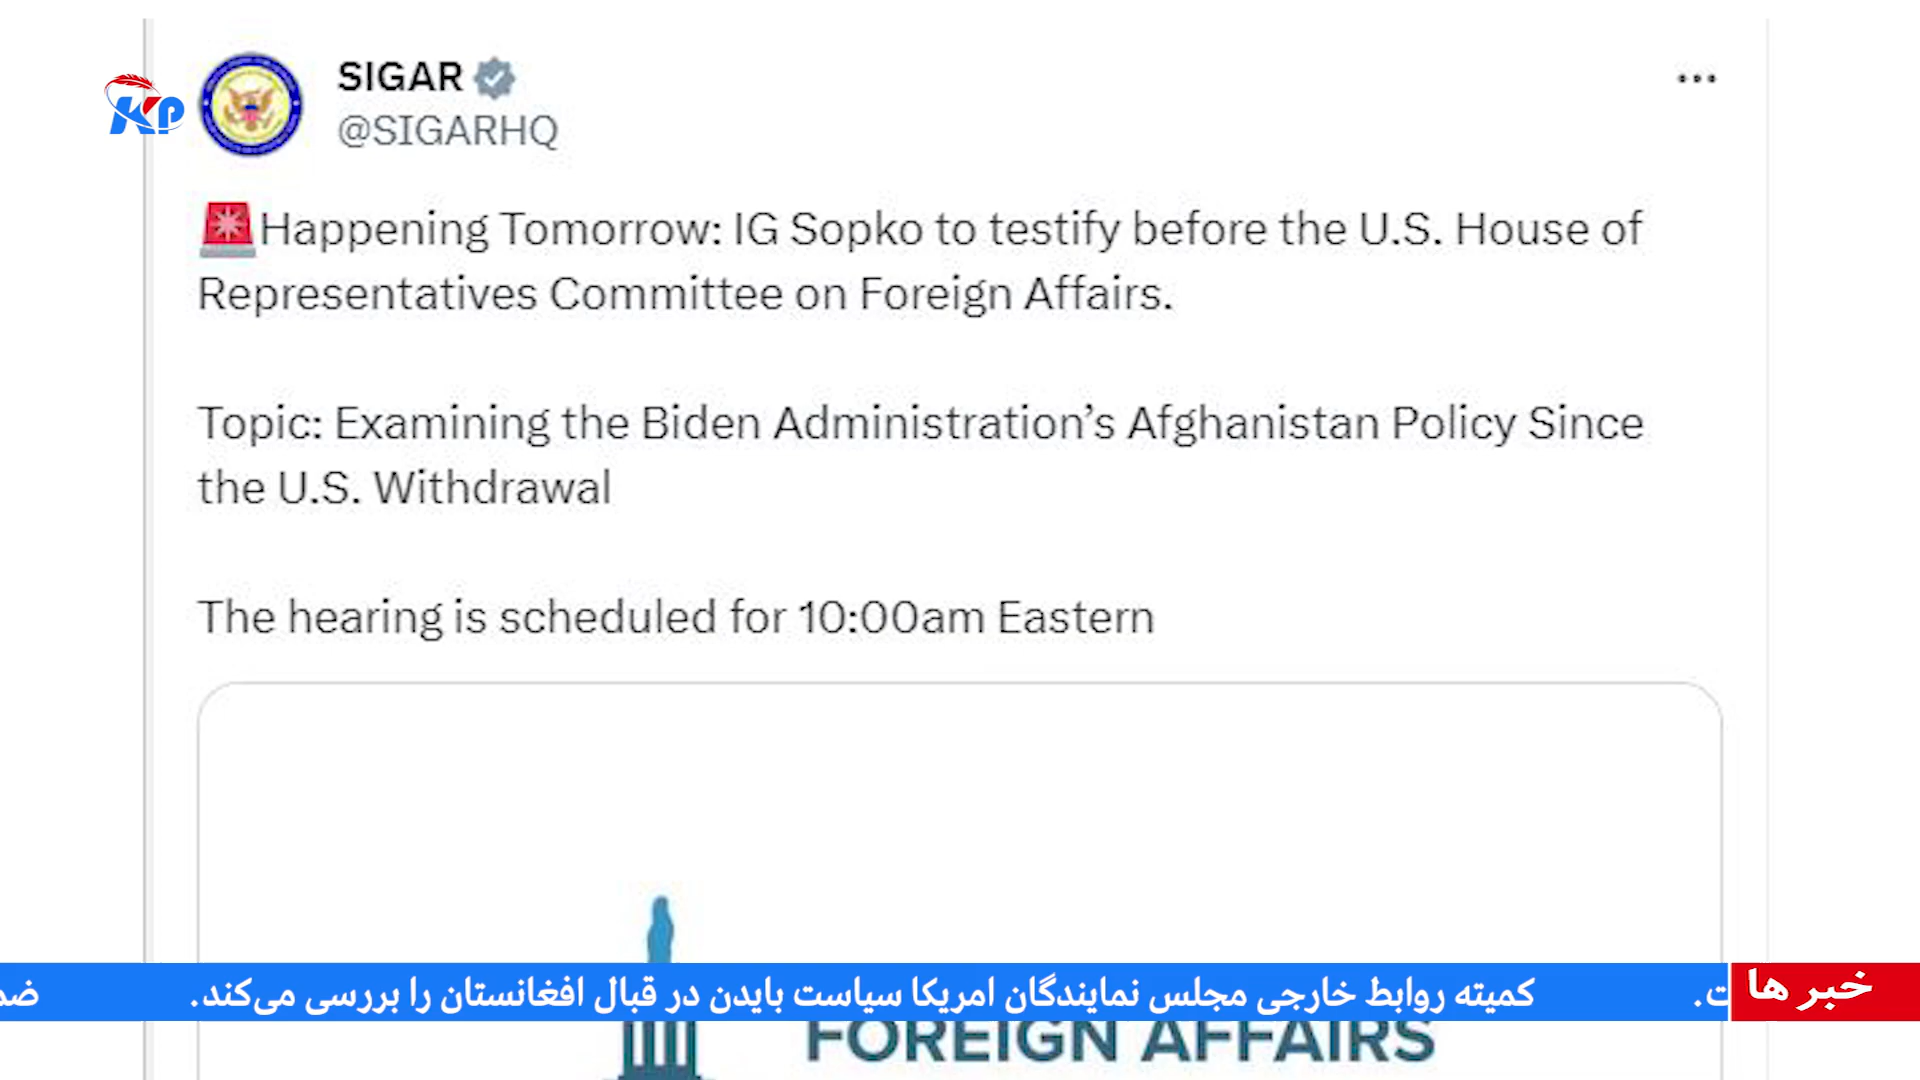 KP
SIGAR
@SIGARHQ
🚨Happening Tomorrow: IG Sopko to testify before the U.S. House of
Representatives Committee on Foreign Affairs.
Topic: Examining the Biden Administration’s Afghanistan Policy Since
the U.S. Withdrawal
The hearing is scheduled for 10:00am Eastern
خبر ها
کمیته روابط خارجی مجلس نمایندگان امریکا سیاست بایدن در قبال افغانستان را بررسی می‌کند.
FOREIGN AFFAIRS